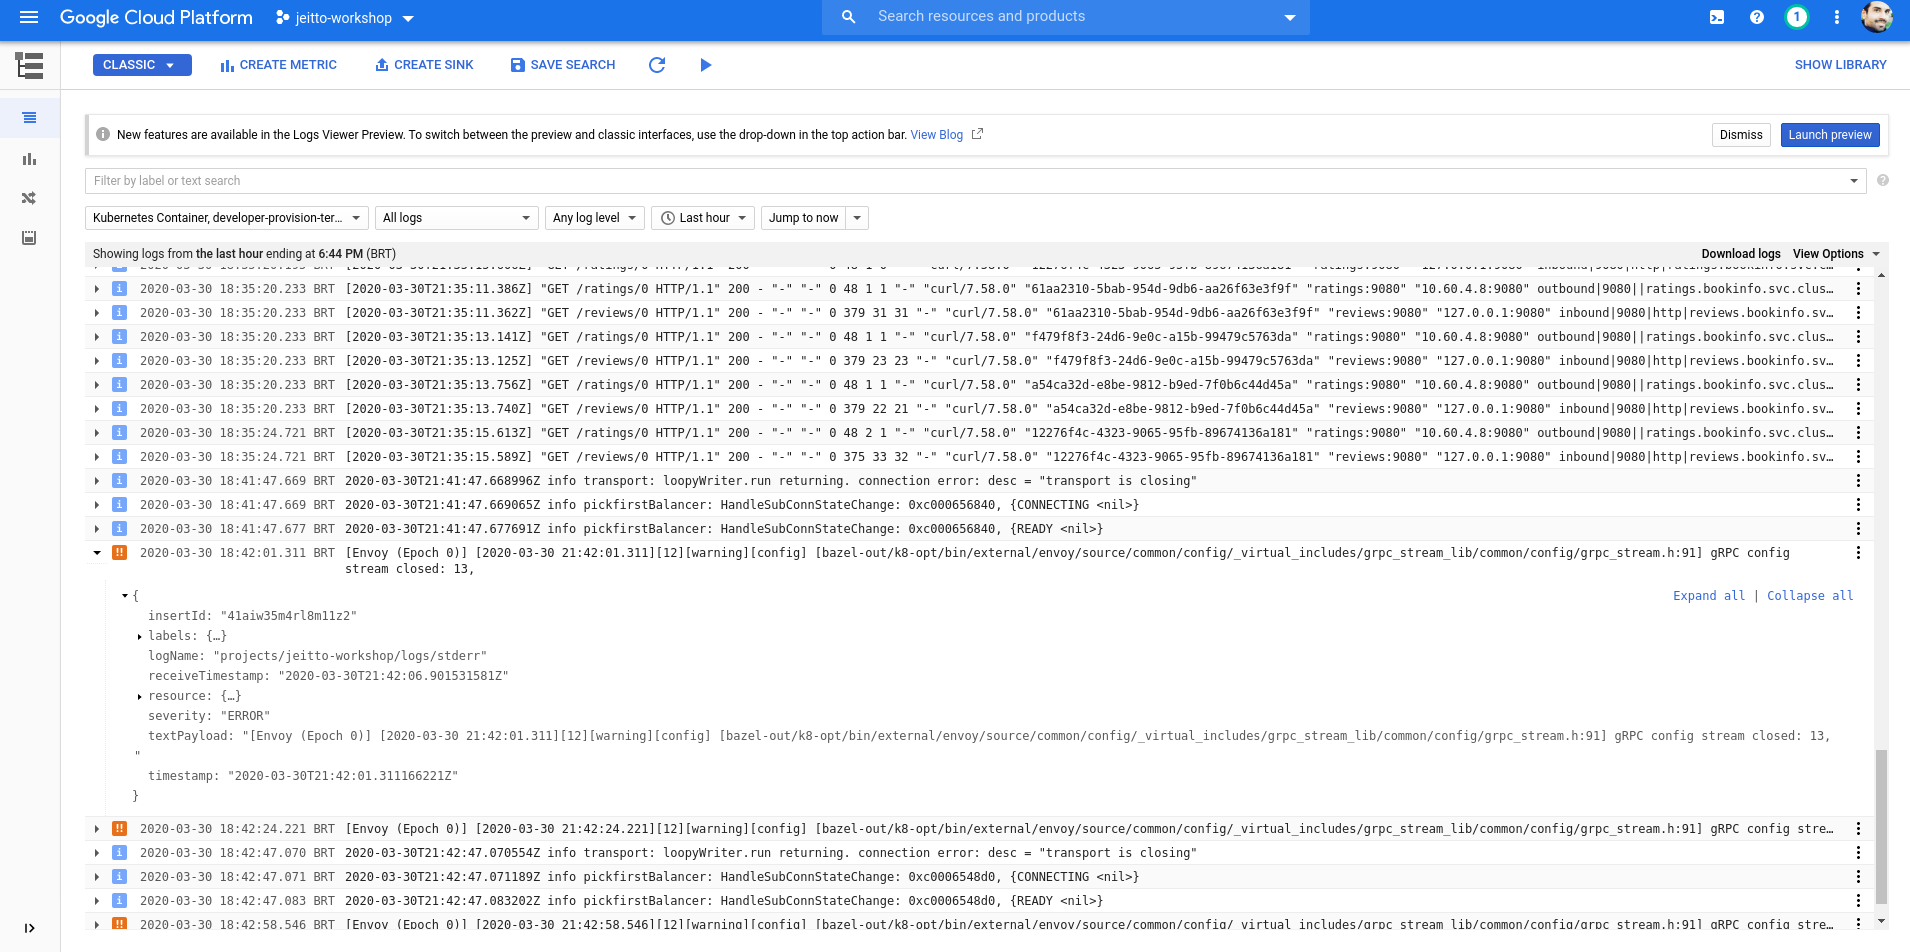 Google Cloud Platform
jeitto-workshop
Search resources and products
1
CLASSIC
CREATE METRIC
CREATE SINK
SAVE SEARCH
SHOW LIBRARY
New features are available in the Logs Viewer Preview. To switch between the preview and classic interfaces, use the drop-down in the top action bar. View Blog
Dismiss
Launch preview
Filter by label or text search
Kubernetes Container, developer-provision-ter...
All logs
Any log level
Last hour
Jump to now
Showing logs from the last hour ending at 6:44 PM (BRT)
Download logs
View Options
2020-03-30 18:35:20.233 BRT [2020-03-30T21:35:11.386Z] "GET /ratings/0 HTTP/1.1" 200 - "-" "-" 0 48 1 1 "-" "curl/7.58.0" "61aa2310-5bab-954d-9db6-aa26f63e3f9f" "ratings:9080" "10.60.4.8:9080" outbound|9080||ratings.bookinfo.svc.clus…
2020-03-30 18:35:20.233 BRT [2020-03-30T21:35:11.362Z] "GET /reviews/0 HTTP/1.1" 200 - "-" "-" 0 379 31 31 "-" "curl/7.58.0" "61aa2310-5bab-954d-9db6-aa26f63e3f9f" "reviews:9080" "127.0.0.1:9080" inbound|9080|http|reviews.bookinfo.sv…
2020-03-30 18:35:20.233 BRT [2020-03-30T21:35:13.141Z] "GET /ratings/0 HTTP/1.1" 200 - "-" "-" 0 48 1 1 "-" "curl/7.58.0" "f479f8f3-24d6-9e0c-a15b-99479c5763da" "ratings:9080" "10.60.4.8:9080" outbound|9080||ratings.bookinfo.svc.clus…
2020-03-30 18:35:20.233 BRT [2020-03-30T21:35:13.125Z] "GET /reviews/0 HTTP/1.1" 200 - "-" "-" 0 379 23 23 "-" "curl/7.58.0" "f479f8f3-24d6-9e0c-a15b-99479c5763da" "reviews:9080" "127.0.0.1:9080" inbound|9080|http|reviews.bookinfo.sv…
2020-03-30 18:35:20.233 BRT [2020-03-30T21:35:13.756Z] "GET /ratings/0 HTTP/1.1" 200 - "-" "-" 0 48 1 1 "-" "curl/7.58.0" "a54ca32d-e8be-9812-b9ed-7f0b6c44d45a" "ratings:9080" "10.60.4.8:9080" outbound|9080||ratings.bookinfo.svc.clus…
2020-03-30 18:35:20.233 BRT [2020-03-30T21:35:13.740Z] "GET /reviews/0 HTTP/1.1" 200 - "-" "-" 0 379 22 21 "-" "curl/7.58.0" "a54ca32d-e8be-9812-b9ed-7f0b6c44d45a" "reviews:9080" "127.0.0.1:9080" inbound|9080|http|reviews.bookinfo.sv…
2020-03-30 18:35:24.721 BRT [2020-03-30T21:35:15.613Z] "GET /ratings/0 HTTP/1.1" 200 - "-" "-" 0 48 2 1 "-" "curl/7.58.0" "12276f4c-4323-9065-95fb-89674136a181" "ratings:9080" "10.60.4.8:9080" outbound|9080||ratings.bookinfo.svc.clus…
2020-03-30 18:35:24.721 BRT [2020-03-30T21:35:15.589Z] "GET /reviews/0 HTTP/1.1" 200 - "-" "-" 0 375 33 32 "-" "curl/7.58.0" "12276f4c-4323-9065-95fb-89674136a181" "reviews:9080" "127.0.0.1:9080" inbound|9080|http|reviews.bookinfo.sv…
2020-03-30 18:41:47.669 BRT 2020-03-30T21:41:47.668996Z info transport: loopyWriter.run returning. connection error: desc = "transport is closing"
2020-03-30 18:41:47.669 BRT 2020-03-30T21:41:47.669065Z info pickfirstBalancer: HandleSubConnStateChange: 0xc000656840, {CONNECTING <nil>}
2020-03-30 18:41:47.677 BRT 2020-03-30T21:41:47.677691Z info pickfirstBalancer: HandleSubConnStateChange: 0xc000656840, {READY <nil>}
2020-03-30 18:42:01.311 BRT [Envoy (Epoch 0)] [2020-03-30 21:42:01.311][12][warning][config] [bazel-out/k8-opt/bin/external/envoy/source/common/config/_virtual_includes/grpc_stream_lib/common/config/grpc_stream.h:91] gRPC config
stream closed: 13,
{
Expand all | Collapse all
insertId: "41aiw35m4rl8m11z2"
labels: {…}
logName: "projects/jeitto-workshop/logs/stderr"
receiveTimestamp: "2020-03-30T21:42:06.901531581Z"
resource: {…}
severity: "ERROR"
textPayload: "[Envoy (Epoch 0)] [2020-03-30 21:42:01.311][12][warning][config] [bazel-out/k8-opt/bin/external/envoy/source/common/config/_virtual_includes/grpc_stream_lib/common/config/grpc_stream.h:91] gRPC config stream closed: 13,
"
timestamp: "2020-03-30T21:42:01.311166221Z"
}
2020-03-30 18:42:24.221 BRT [Envoy (Epoch 0)] [2020-03-30 21:42:24.221][12][warning][config] [bazel-out/k8-opt/bin/external/envoy/source/common/config/_virtual_includes/grpc_stream_lib/common/config/grpc_stream.h:91] gRPC config stre…
2020-03-30 18:42:47.070 BRT 2020-03-30T21:42:47.070554Z info transport: loopyWriter.run returning. connection error: desc = "transport is closing"
2020-03-30 18:42:47.071 BRT 2020-03-30T21:42:47.071189Z info pickfirstBalancer: HandleSubConnStateChange: 0xc0006548d0, {CONNECTING <nil>}
2020-03-30 18:42:47.083 BRT 2020-03-30T21:42:47.083202Z info pickfirstBalancer: HandleSubConnStateChange: 0xc0006548d0, {READY <nil>}
2020-03-30 18:42:58.546 BRT [Envoy (Epoch 0)] [2020-03-30 21:42:58.546][12][warning][config] [bazel-out/k8-opt/bin/external/envoy/source/common/config/_virtual_includes/grpc_stream_lib/common/config/grpc_stream.h:91] gRPC config stre…